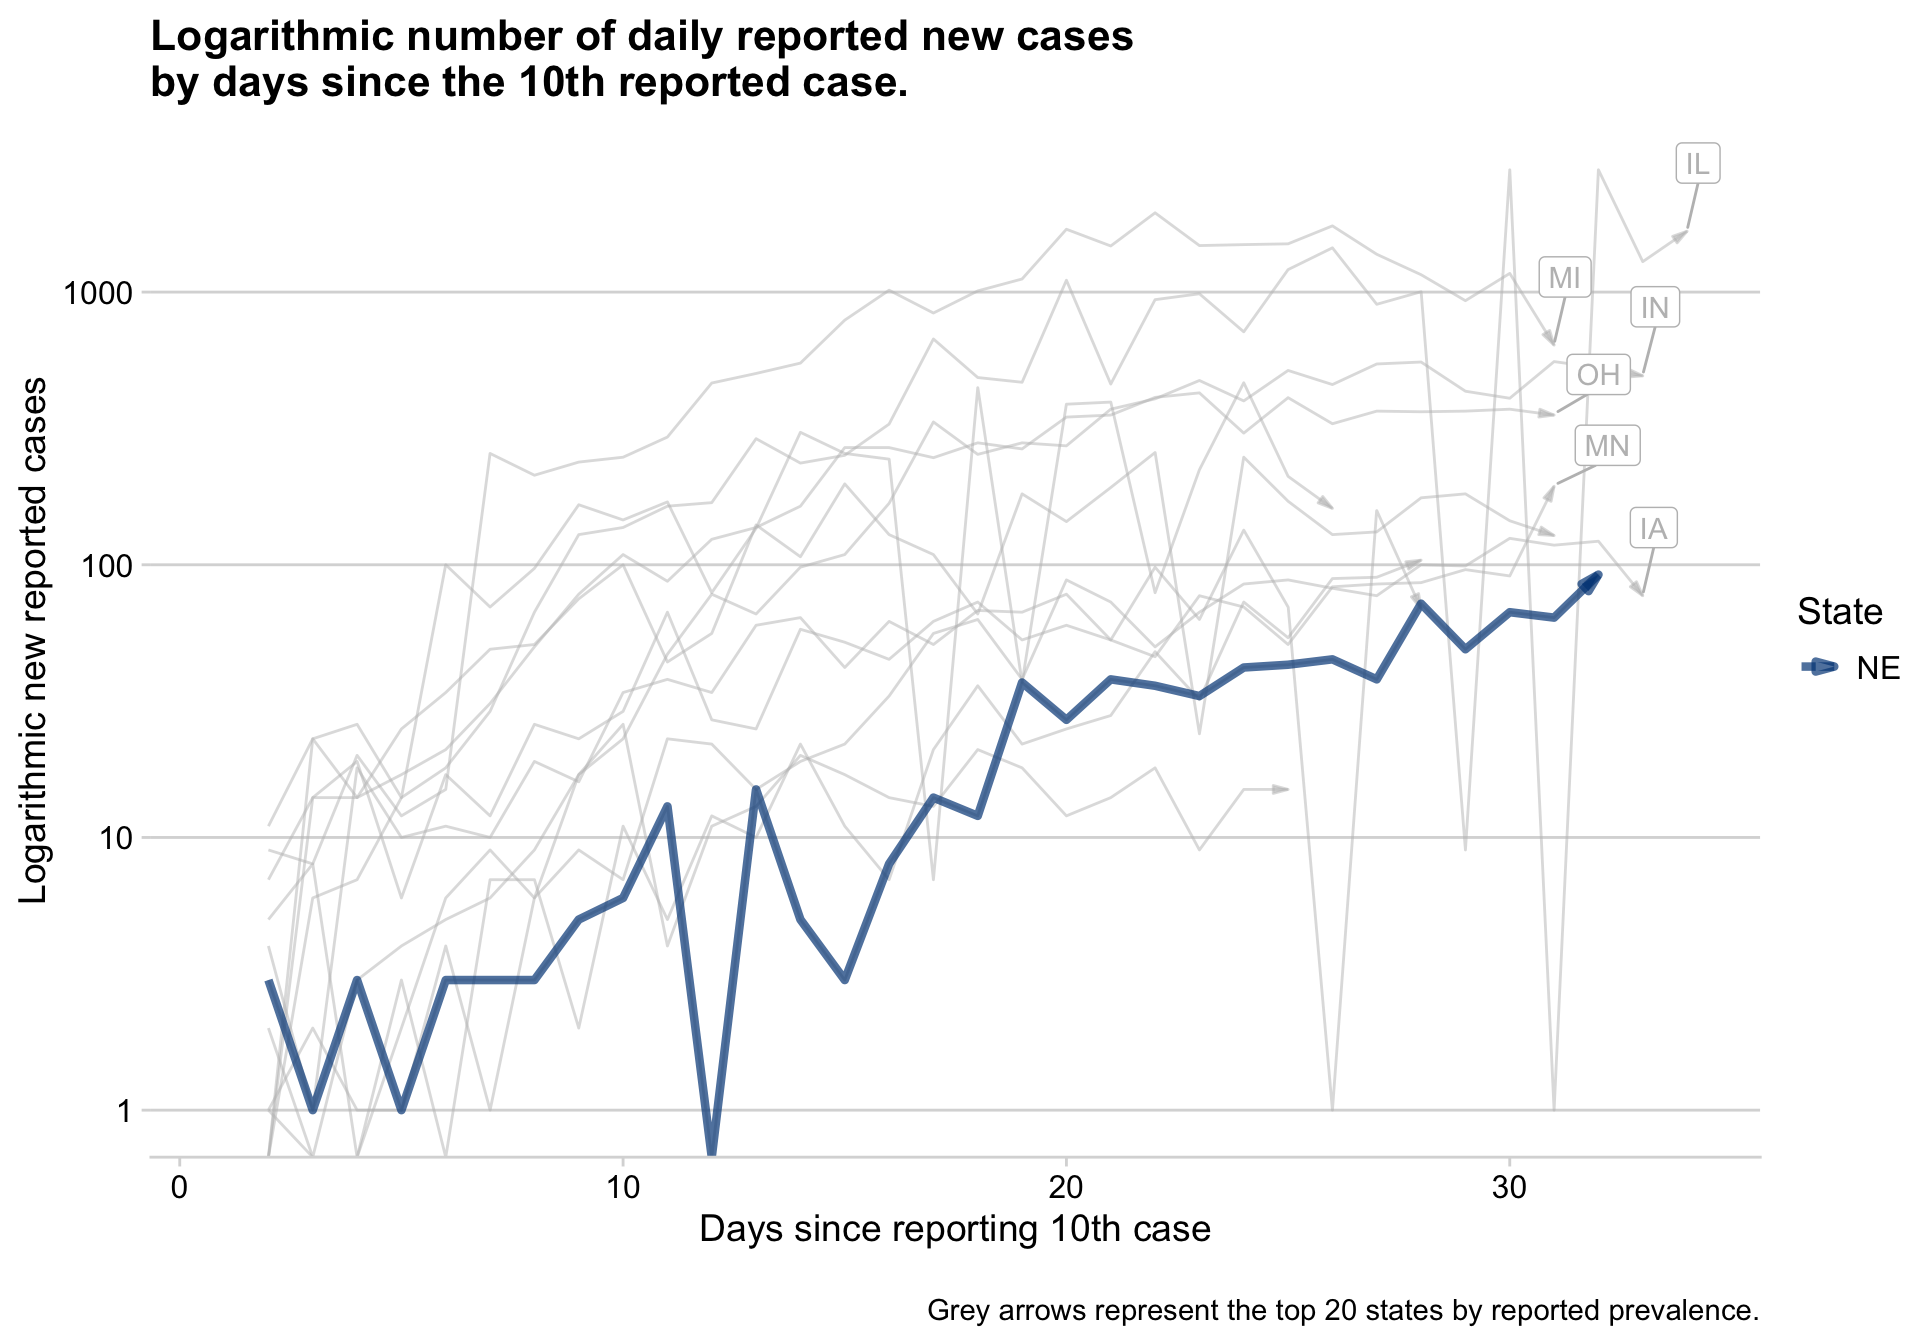 Logarithmic number of daily reported new cases
by days since the 10th reported case.
IL
MI
IN
OH
MN
IA
1000
100
10
1
Logarithmic new reported cases
0 10 20 30
Days since reporting 10th case
State
NE
Grey arrows represent the top 20 states by reported prevalence.